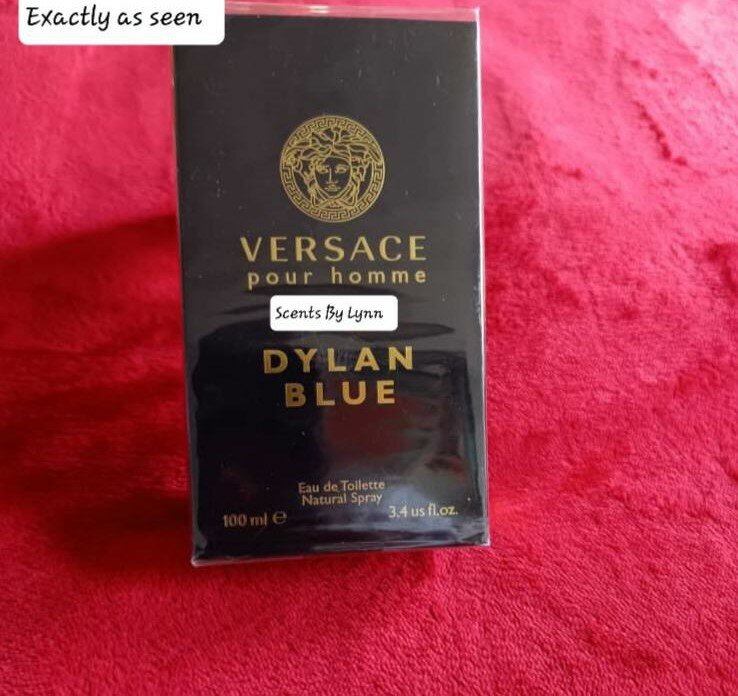 Exactly as seen
VERSACE
pour homme
Scents By Lynn
DYLAN
BLUE
Eau de Toilette
Natural Spray
100 ml ℮ 3.4 us fl.oz.